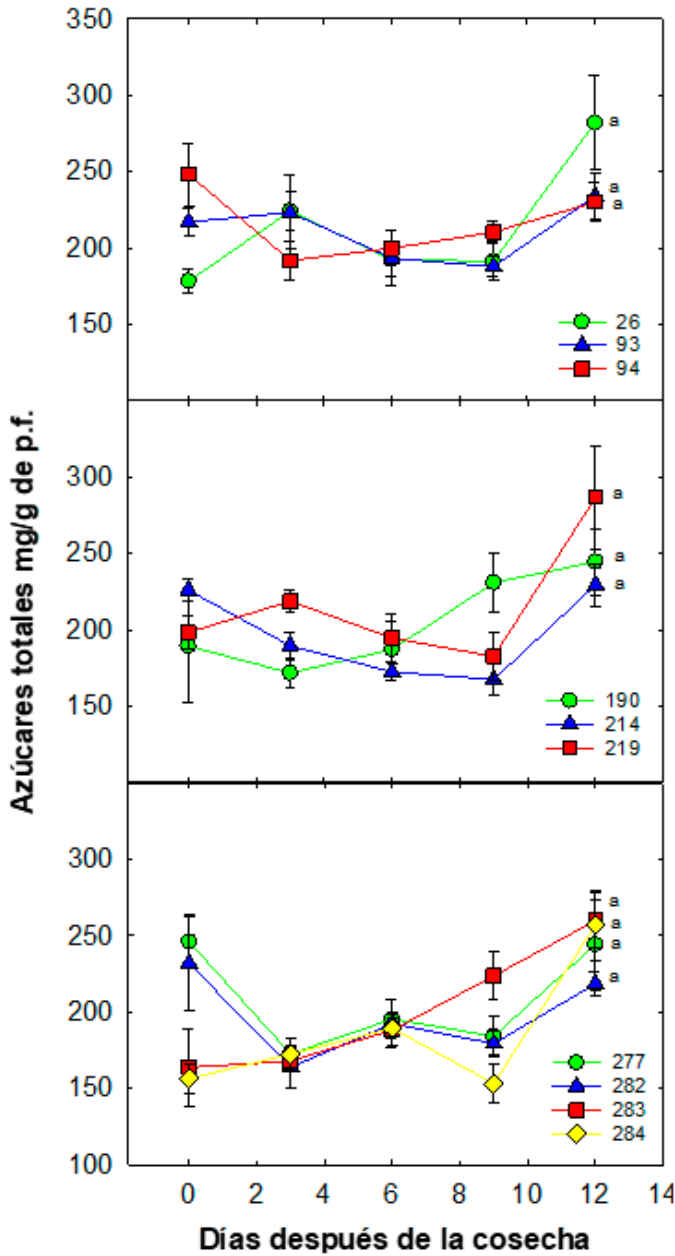 350
300
250
200
150
a
a
a
26
93
94
300
250
200
150
a
a
a
190
214
219
300
250
200
150
100
a
a
a
a
277
282
283
284
0 2 4 6 8 10 12 14
Días después de la cosecha
Azúcares totales mg/g de p.f.